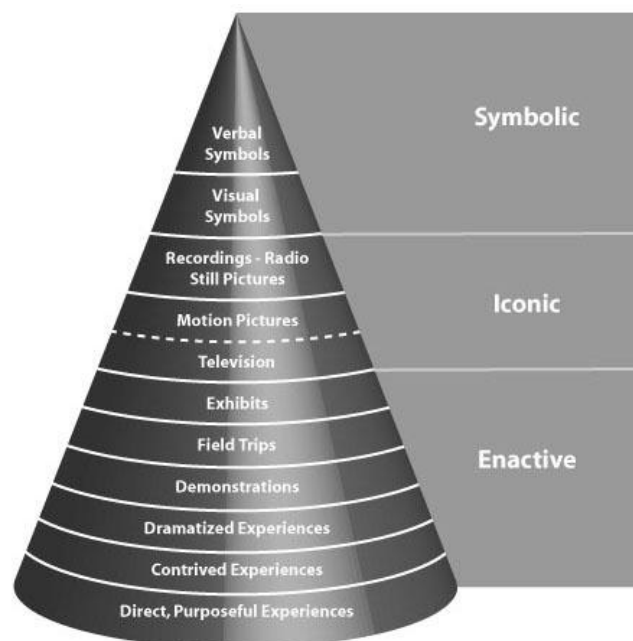 Verbal
Symbols
Visual
Symbols
Recordings - Radio
Still Pictures
Motion Pictures
Television
Exhibits
Field Trips
Demonstrations
Dramatized Experiences
Contrived Experiences
Direct, Purposeful Experiences
Symbolic
Iconic
Enactive